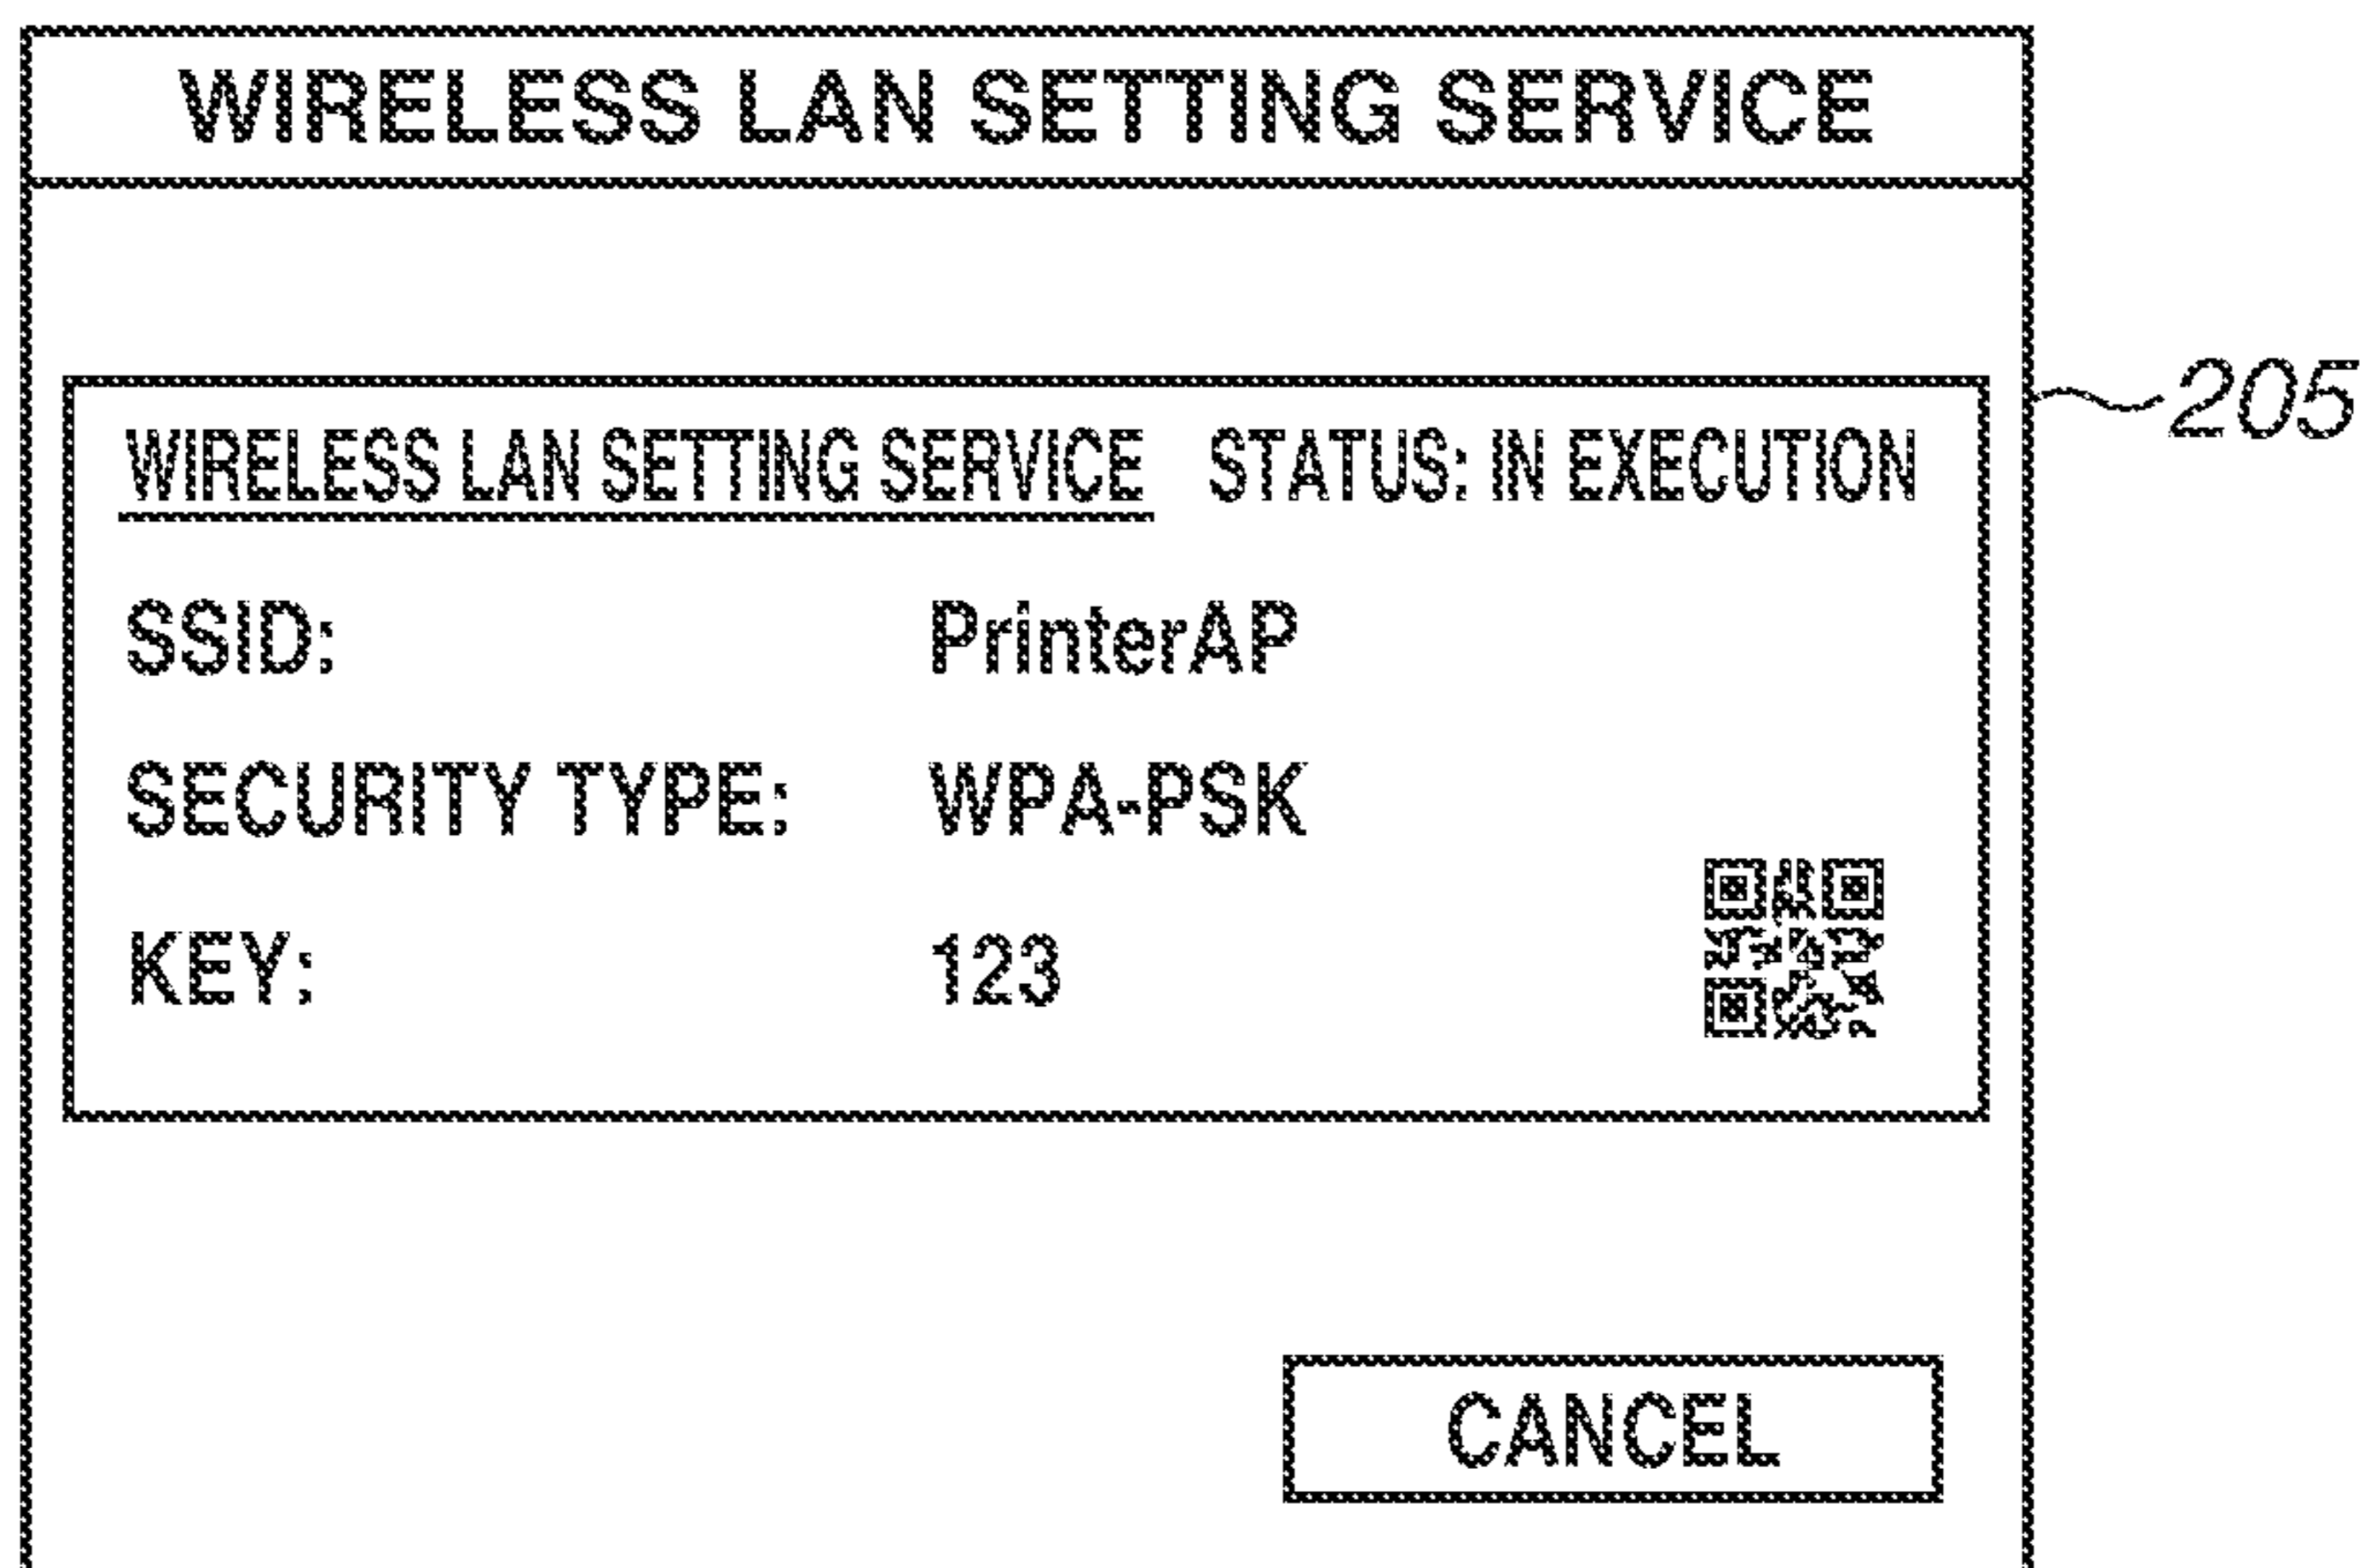 WIRELESS LAN SETTING SERVICE
205
WIRELESS LAN SETTING SERVICE STATUS: IN EXECUTION
SSID: PrinterAP
SECURITY TYPE: WPA-PSK
KEY: 123
CANCEL